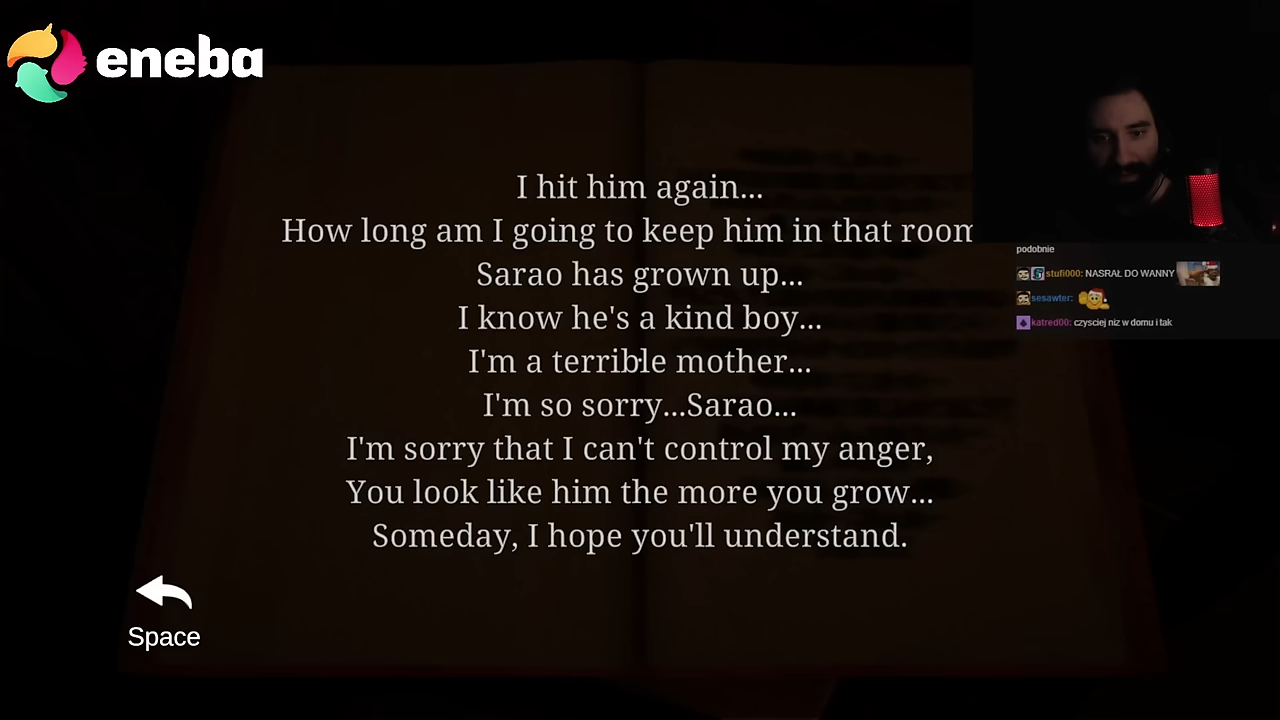 eneba
I hit him again...
How long am I going to keep him in that room
Sarao has grown up...
I know he's a kind boy...
I'm a terrible mother...
I'm so sorry...Sarao...
I'm sorry that I can't control my anger,
You look like him the more you grow...
Someday, I hope you'll understand.
Space
podobnie
stufi000: NASRAŁ DO WANNY
sesawter:
katred00: czysciej niz w domu i tak